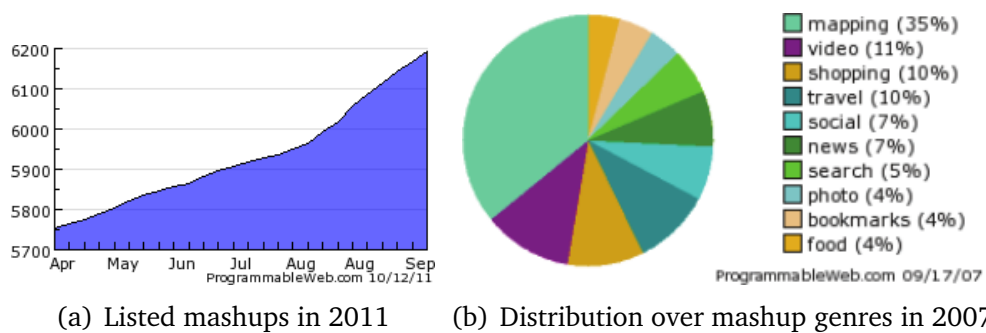 6200
6100
6000
5900
5800
5700
Apr May Jun Jul Aug Aug Sep
ProgrammableWeb.com 10/12/11
(a) Listed mashups in 2011
mapping (35%)
video (11%)
shopping (10%)
travel (10%)
social (7%)
news (7%)
search (5%)
photo (4%)
bookmarks (4%)
food (4%)
ProgrammableWeb.com 09/17/07
(b) Distribution over mashup genres in 2007